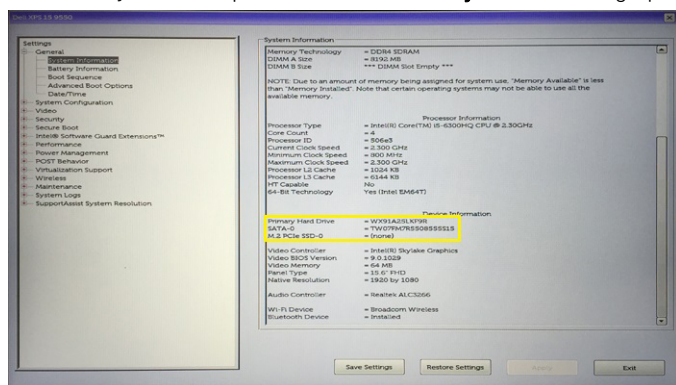 Dell XPS 15 9550
Settings
General
System Information
Battery Information
Boot Sequence
Advanced Boot Options
Date/Time
System Configuration
Video
Security
Secure Boot
Intel® Software Guard Extensions™
Performance
Power Management
POST Behavior
Virtualization Support
Wireless
Maintenance
System Logs
SupportAssist System Resolution
System Information
Memory Technology = DDR4 SDRAM
DIMM A Size = 8192 MB
DIMM B Size *** DIMM Slot Empty ***
NOTE: Due to an amount of memory being assigned for system use, "Memory Available" is less
than "Memory Installed". Note that certain operating systems may not be able to use all the
available memory.
Processor Information
Processor Type = Intel(R) Core(TM) i5-6300HQ CPU @ 2.30GHz
Core Count = 4
Processor ID = 506e3
Current Clock Speed = 2.300 GHz
Minimum Clock Speed = 800 MHz
Maximum Clock Speed = 2.300 GHz
Processor L2 Cache = 1024 KB
Processor L3 Cache = 6144 KB
HT Capable No
64-Bit Technology Yes (Intel EM64T)
Device Information
Primary Hard Drive
SATA-0
M.2 PCIe SSD-0 = (none)
Video Controller = Intel(R) Skylake Graphics
Video BIOS Version = 9.0.1029
Video Memory = 64 MB
Panel Type = 15.6" FHD
Native Resolution = 1920 by 1080
Audio Controller = Realtek ALC3266
Wi-Fi Device = Broadcom Wireless
Bluetooth Device = Installed
Save Settings Restore Settings Apply Exit